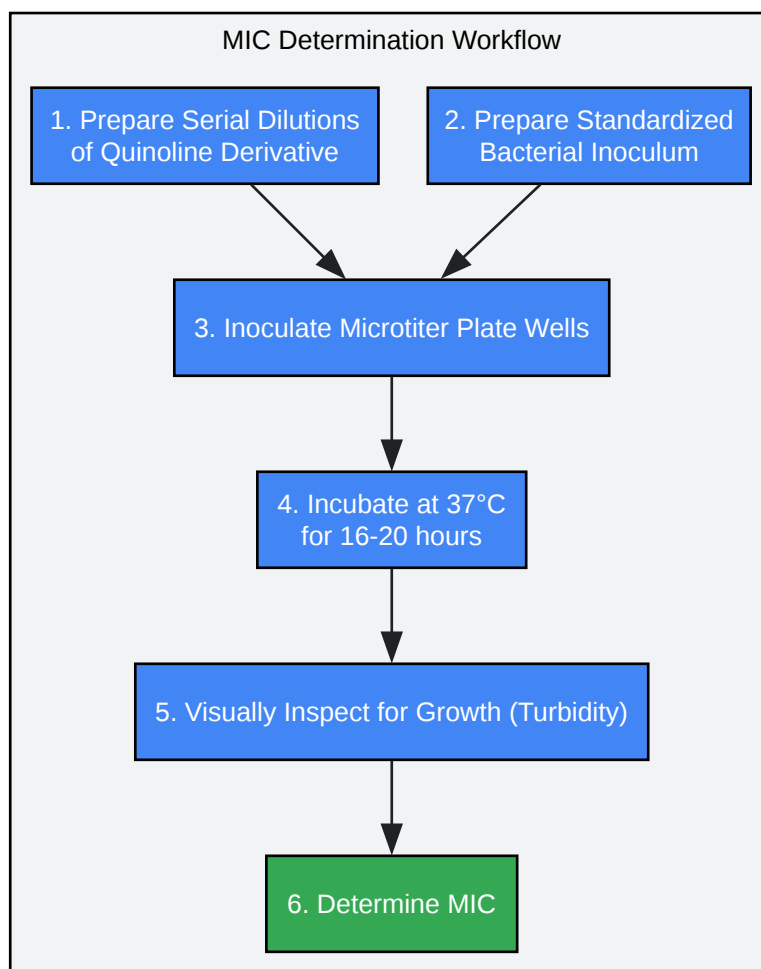 MIC Determination Workflow
1. Prepare Serial Dilutions
of Quinoline Derivative
2. Prepare Standardized
Bacterial Inoculum
3. Inoculate Microtiter Plate Wells
4. Incubate at 37°C
for 16-20 hours
5. Visually Inspect for Growth (Turbidity)
6. Determine MIC